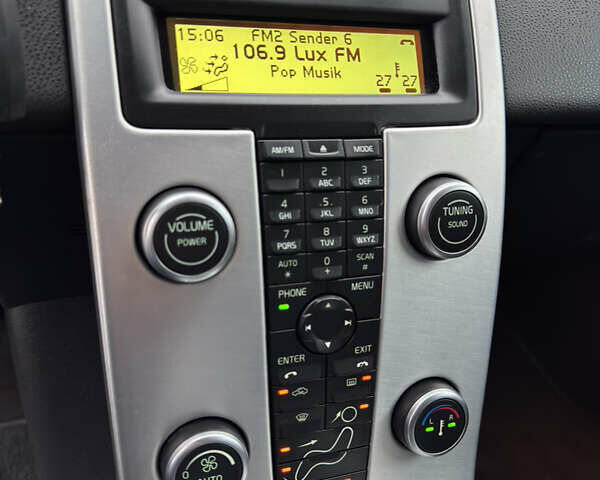 15:06 FM2 Sender 6
106.9 Lux FM
Pop Musik
27 27
AM/FM MODE
1 2 ABC 3 DEF
4 GHI 5 JKL 6 MNO
7 PQRS 8 TUV 9 WXYZ
AUTO * 0 + SCAN #
VOLUME
POWER
TUNING
SOUND
PHONE MENU
ENTER EXIT
L R
0 AUTO